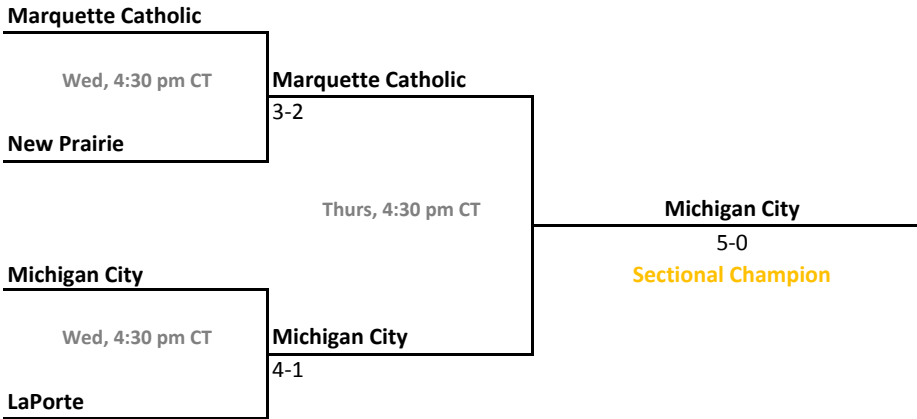 Marquette Catholic
Wed, 4:30 pm CT
Marquette Catholic
3-2
New Prairie
Thurs, 4:30 pm CT
Michigan City
5-0
Sectional Champion
Michigan City
Wed, 4:30 pm CT
Michigan City
4-1
LaPorte